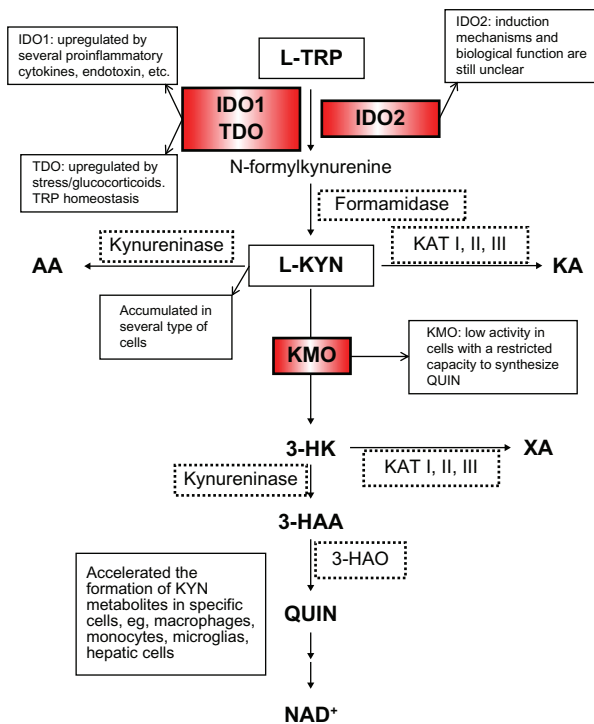 IDO1: upregulated by
several proinflammatory
cytokines, endotoxin, etc.
L-TRP
IDO2: induction
mechanisms and
biological function are
still unclear
IDO1
TDO
IDO2
TDO: upregulated by
stress/glucocorticoids.
TRP homeostasis
N-formylkynurenine
Formamidase
Kynureninase
KAT I, II, III
AA
L-KYN
KA
Accumulated in
several type of
cells
KMO
KMO: low activity in
cells with a restricted
capacity to synthesize
QUIN
3-HK
XA
KAT I, II, III
Kynureninase
3-HAA
3-HAO
Accelerated the
formation of KYN
metabolites in specific
cells, eg, macrophages,
monocytes, microglias,
hepatic cells
QUIN
NAD⁺